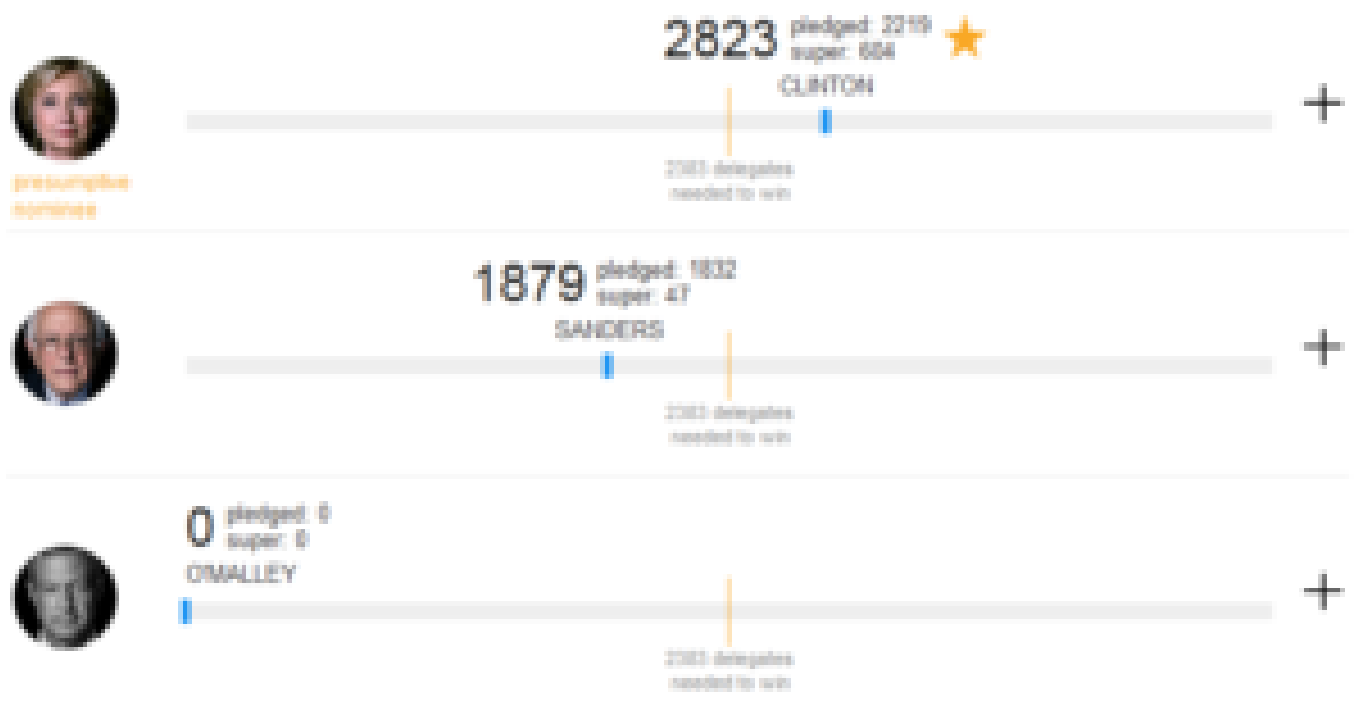 2823
pledged: 2219
super: 604
CLINTON
2383 delegates
needed to win
presumptive
nominee
1879
pledged: 1832
super: 47
SANDERS
2383 delegates
needed to win
0
pledged: 0
super: 0
O'MALLEY
2383 delegates
needed to win